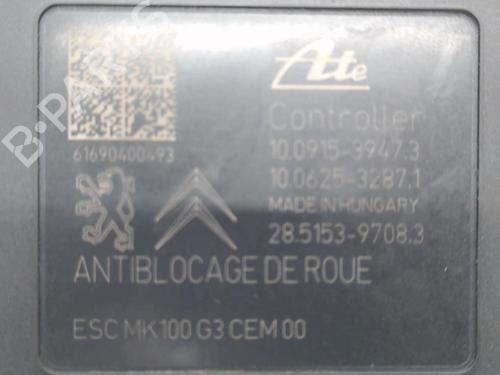 Ate
Controller
10.0915-3947.3
61690400493
10.0625-3287.1
MADE IN HUNGARY
28.5153-9708.3
ANTIBLOCAGE DE ROUE
ESC MK100 G3 CEM 00
B-PARTS